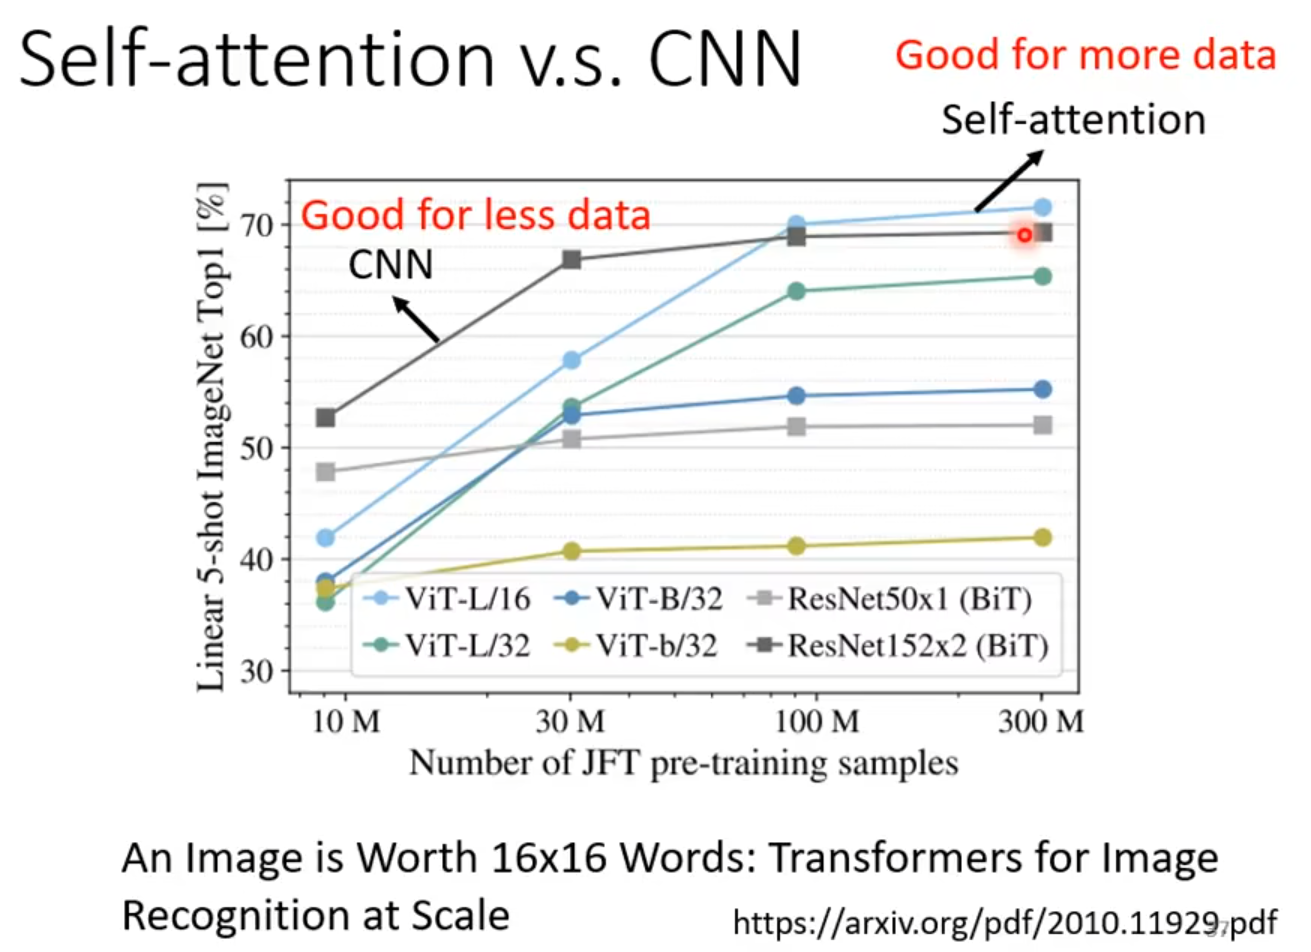 Self-attention v.s. CNN
Good for more data
Self-attention
Good for less data
CNN
Linear 5-shot ImageNet Top1 [%]
70
60
50
40
30
ViT-L/16 ViT-B/32 ResNet50x1 (BiT)
ViT-L/32 ViT-b/32 ResNet152x2 (BiT)
10 M 30 M 100 M 300 M
Number of JFT pre-training samples
An Image is Worth 16x16 Words: Transformers for Image
Recognition at Scale
https://arxiv.org/pdf/2010.11929.pdf